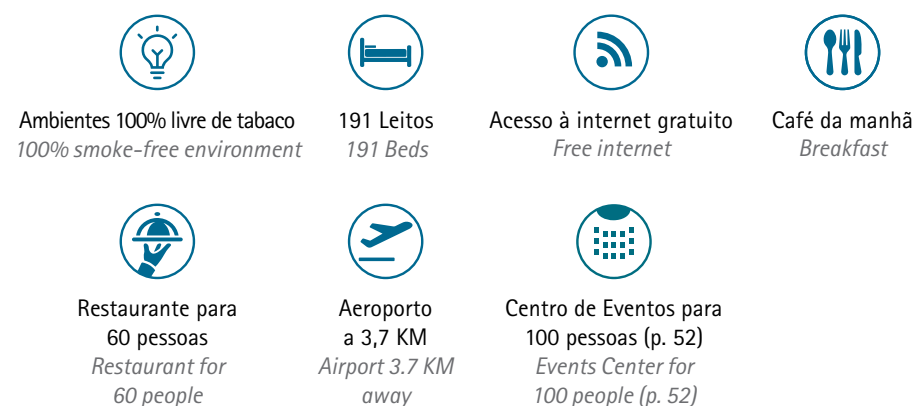 Ambientes 100% livre de tabaco
100% smoke-free environment
191 Leitos
191 Beds
Acesso à internet gratuito
Free internet
Café da manhã
Breakfast
Restaurante para
60 pessoas
Restaurant for
60 people
Aeroporto
a 3,7 KM
Airport 3.7 KM
away
Centro de Eventos para
100 pessoas (p. 52)
Events Center for
100 people (p. 52)